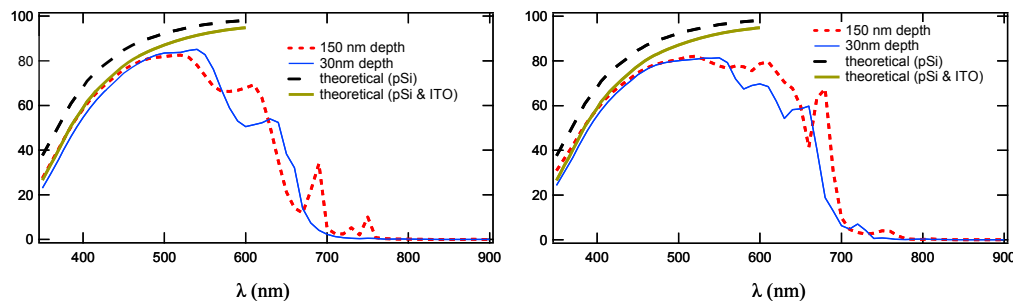 100
80
60
40
20
0
400 500 600 700 800 900
λ (nm)
150 nm depth
30nm depth
theoretical (pSi)
theoretical (pSi & ITO)
100
80
60
40
20
0
400 500 600 700 800 900
λ (nm)
150 nm depth
30nm depth
theoretical (pSi)
theoretical (pSi & ITO)